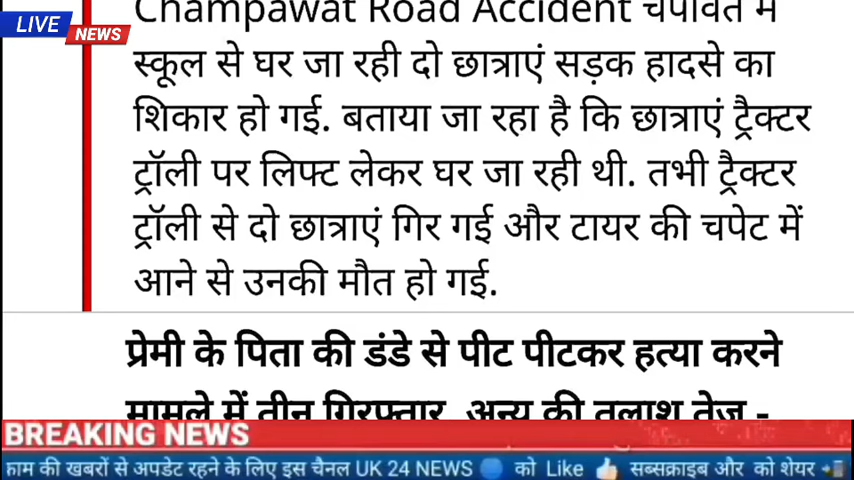 LIVE
NEWS
Champawat Road Accident चंपावत में
स्कूल से घर जा रही दो छात्राएं सड़क हादसे का
शिकार हो गई. बताया जा रहा है कि छात्राएं ट्रैक्टर
ट्रॉली पर लिफ्ट लेकर घर जा रही थी. तभी ट्रैक्टर
ट्रॉली से दो छात्राएं गिर गई और टायर की चपेट में
आने से उनकी मौत हो गई.
प्रेमी के पिता की डंडे से पीट पीटकर हत्या करने
मामले में तीन गिरफ्तार, अन्य की तलाश तेज -
BREAKING NEWS
काम की खबरों से अपडेट रहने के लिए इस चैनल UK 24 NEWS 🔵 को Like 👍 सब्सक्राइब और को शेयर 📲